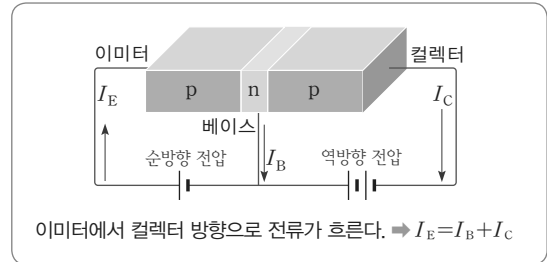 이미터 컬렉터
p n p
I_E I_C
베이스
순방향 전압 I_B 역방향 전압
이미터에서 컬렉터 방향으로 전류가 흐른다. ➡ I_E=I_B+I_C